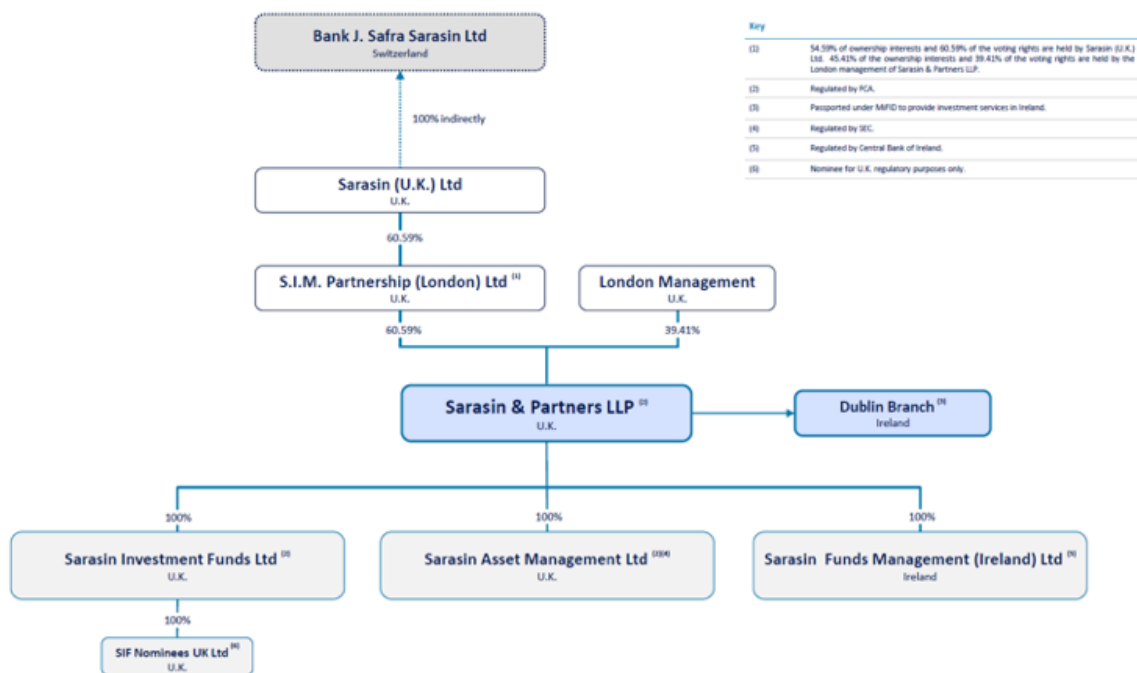 Bank J. Safra Sarasin Ltd
Switzerland
100% indirectly
Sarasin (U.K.) Ltd
U.K.
60.59%
S.I.M. Partnership (London) Ltd (1)
U.K.
London Management
U.K.
60.59%
39.41%
Sarasin & Partners LLP (2)
U.K.
Dublin Branch (3)
Ireland
100%
100%
100%
Sarasin Investment Funds Ltd (2)
U.K.
Sarasin Asset Management Ltd (2)(4)
U.K.
Sarasin Funds Management (Ireland) Ltd (5)
Ireland
100%
SIF Nominees UK Ltd (6)
U.K.
Key
(1) 54.59% of ownership interests and 60.59% of the voting rights are held by Sarasin (U.K.)
Ltd. 45.41% of the ownership interests and 39.41% of the voting rights are held by the
London management of Sarasin & Partners LLP.
(2) Regulated by FCA.
(3) Passported under MiFID to provide investment services in Ireland.
(4) Regulated by SEC.
(5) Regulated by Central Bank of Ireland.
(6) Nominee for U.K. regulatory purposes only.